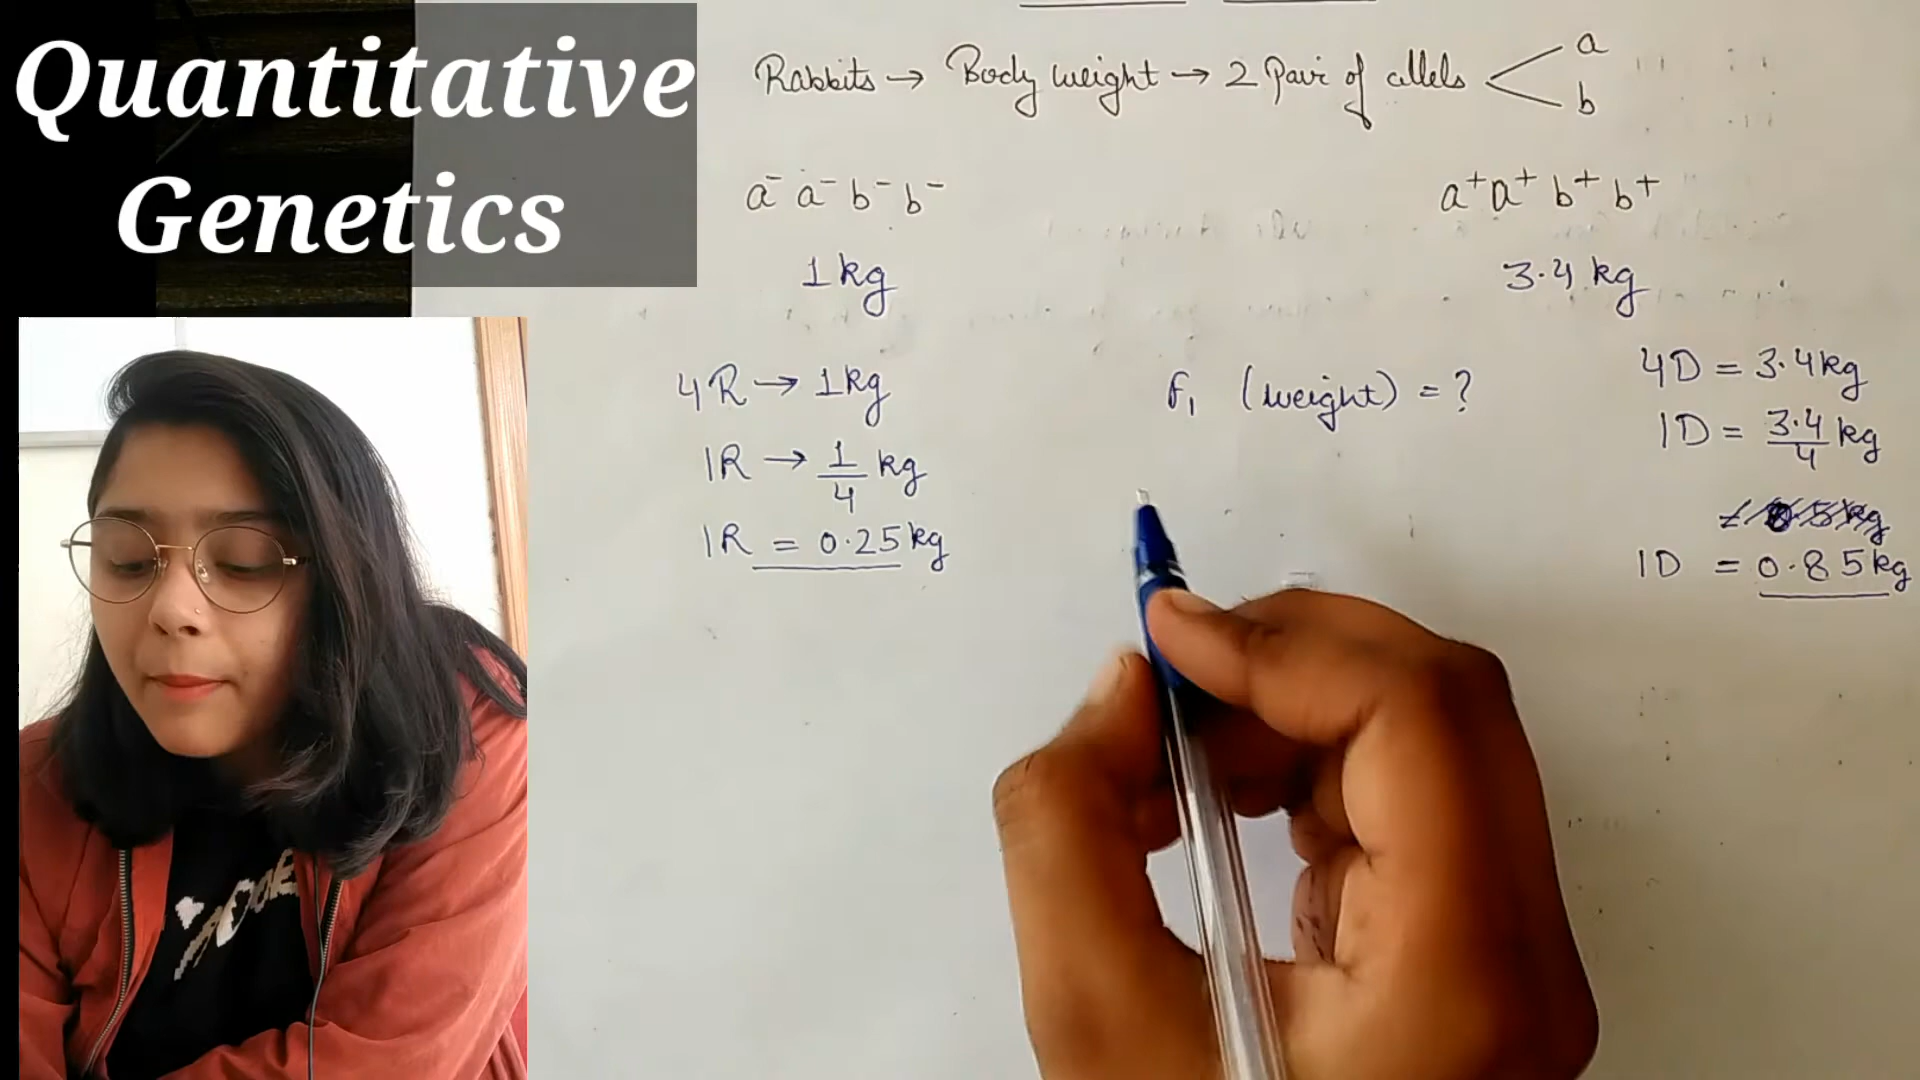 Quantitative
Genetics
Rabbits → Body weight → 2 Pair of allels < a
b
a⁻ a⁻ b⁻ b⁻
a⁺ a⁺ b⁺ b⁺
1 kg
3.4 kg
4R → 1kg
1R → 1/4 kg
1R = 0.25 kg
F₁ (weight) = ?
4D = 3.4kg
1D = 3.4/4 kg
1D = 0.85 kg